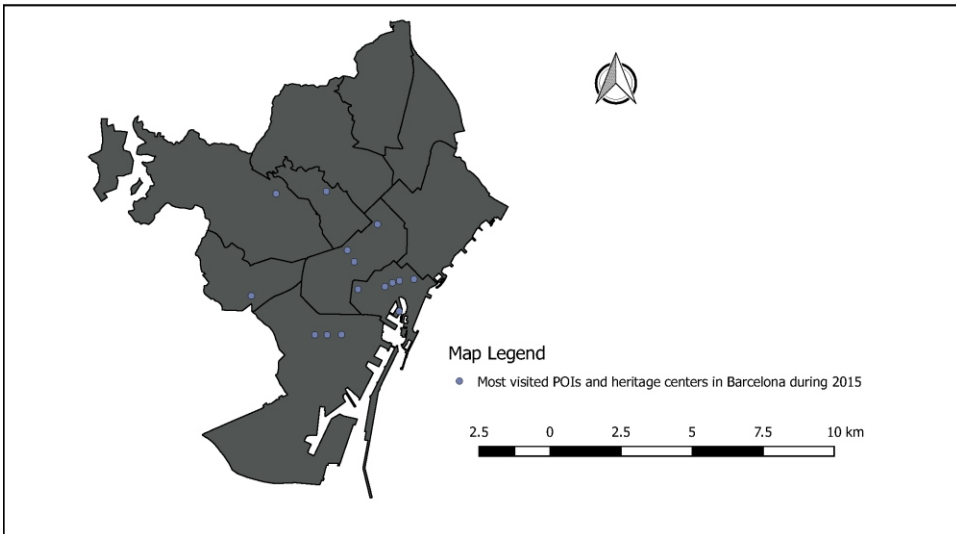 Map Legend
Most visited POIs and heritage centers in Barcelona during 2015
2.5 0 2.5 5 7.5 10 km